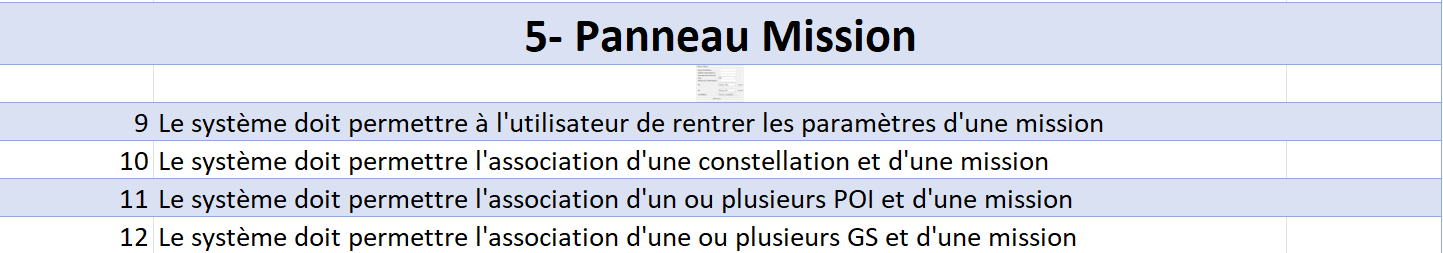 5- Panneau Mission
9 Le système doit permettre à l'utilisateur de rentrer les paramètres d'une mission
10 Le système doit permettre l'association d'une constellation et d'une mission
11 Le système doit permettre l'association d'un ou plusieurs POI et d'une mission
12 Le système doit permettre l'association d'une ou plusieurs GS et d'une mission